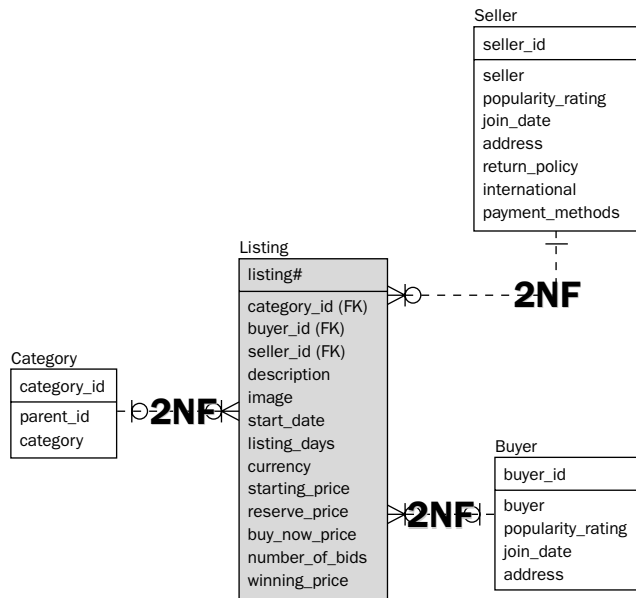 Seller
seller_id
seller
popularity_rating
join_date
address
return_policy
international
payment_methods
2NF
Listing
listing#
category_id (FK)
buyer_id (FK)
seller_id (FK)
description
image
start_date
listing_days
currency
starting_price
reserve_price
buy_now_price
number_of_bids
winning_price
Category
category_id
parent_id
category
2NF
Buyer
buyer_id
buyer
popularity_rating
join_date
address
2NF